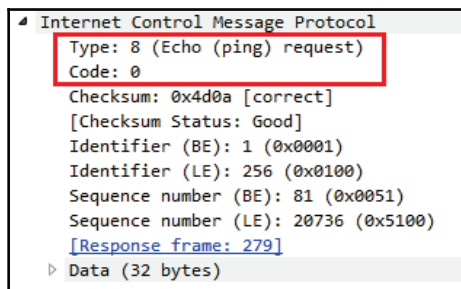 Internet Control Message Protocol
Type: 8 (Echo (ping) request)
Code: 0
Checksum: 0x4d0a [correct]
[Checksum Status: Good]
Identifier (BE): 1 (0x0001)
Identifier (LE): 256 (0x0100)
Sequence number (BE): 81 (0x0051)
Sequence number (LE): 20736 (0x5100)
[Response frame: 279]
Data (32 bytes)